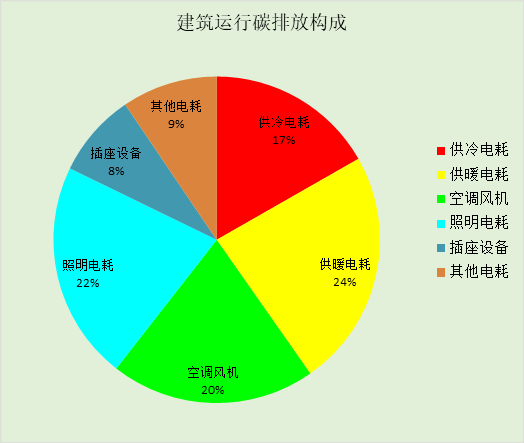 建筑运行碳排放构成
其他电耗
9%
供冷电耗
17%
插座设备
8%
供暖电耗
24%
照明电耗
22%
空调风机
20%
供冷电耗
供暖电耗
空调风机
照明电耗
插座设备
其他电耗